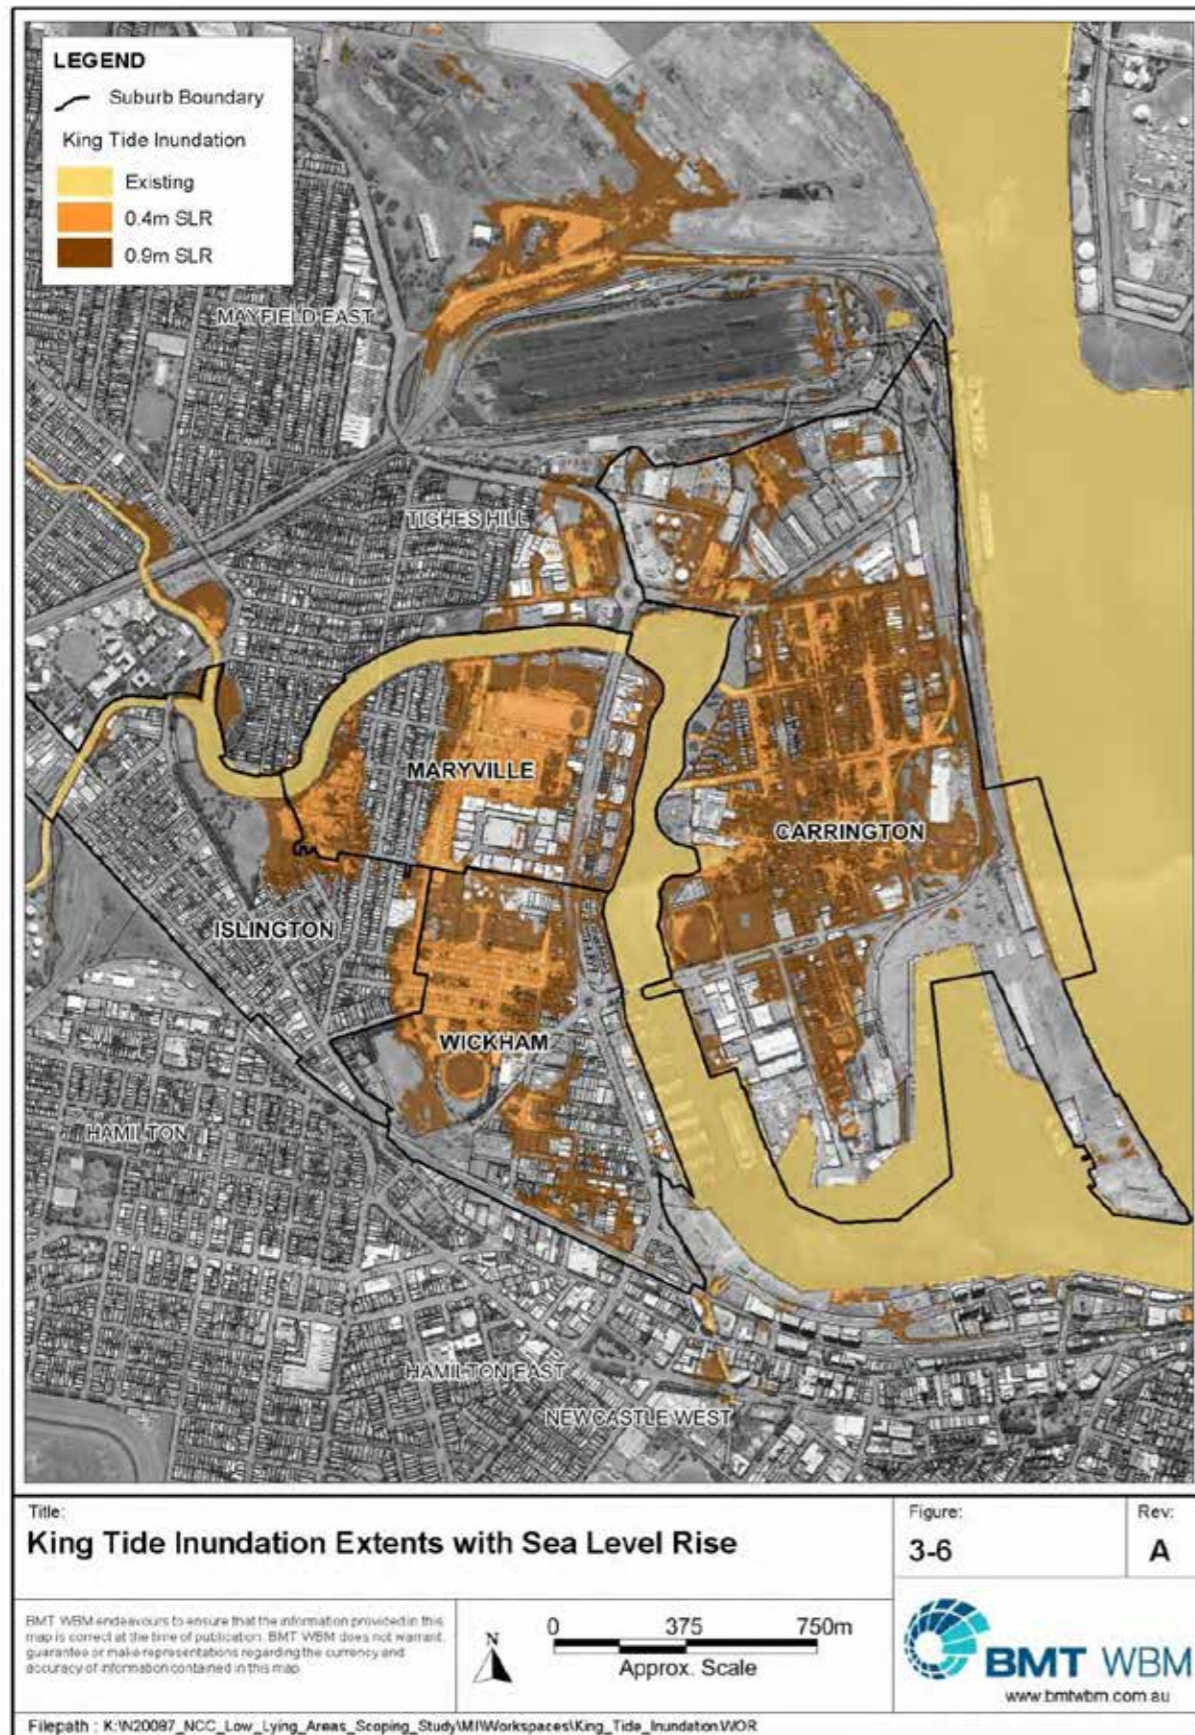 LEGEND
Suburb Boundary
King Tide Inundation
Existing
0.4m SLR
0.9m SLR
MAYFIELD EAST
TIGHES HILL
MARYVILLE
CARRINGTON
ISLINGTON
WICKHAM
HAMILTON
HAMILTON EAST
NEWCASTLE WEST
Title:
King Tide Inundation Extents with Sea Level Rise
Figure:
3-6
Rev:
A
BMT WBM endeavours to ensure that the information provided in this
map is correct at the time of publication. BMT WBM does not warrant,
guarantee or make representations regarding the currency and
accuracy of information contained in this map.
N
0 375 750m
Approx. Scale
BMT WBM
www.bmtwbm.com.au
Filepath : K:\N20087_NCC_Low_Lying_Areas_Scoping_Study\MI\Workspaces\King_Tide_Inundation.WOR